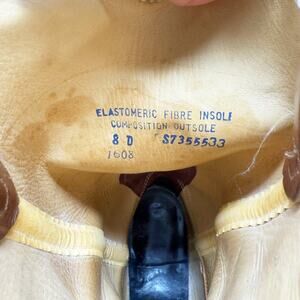 ELASTOMERIC FIBRE INSOLE
COMPOSITION OUTSOLE
8 D S7355533
1608